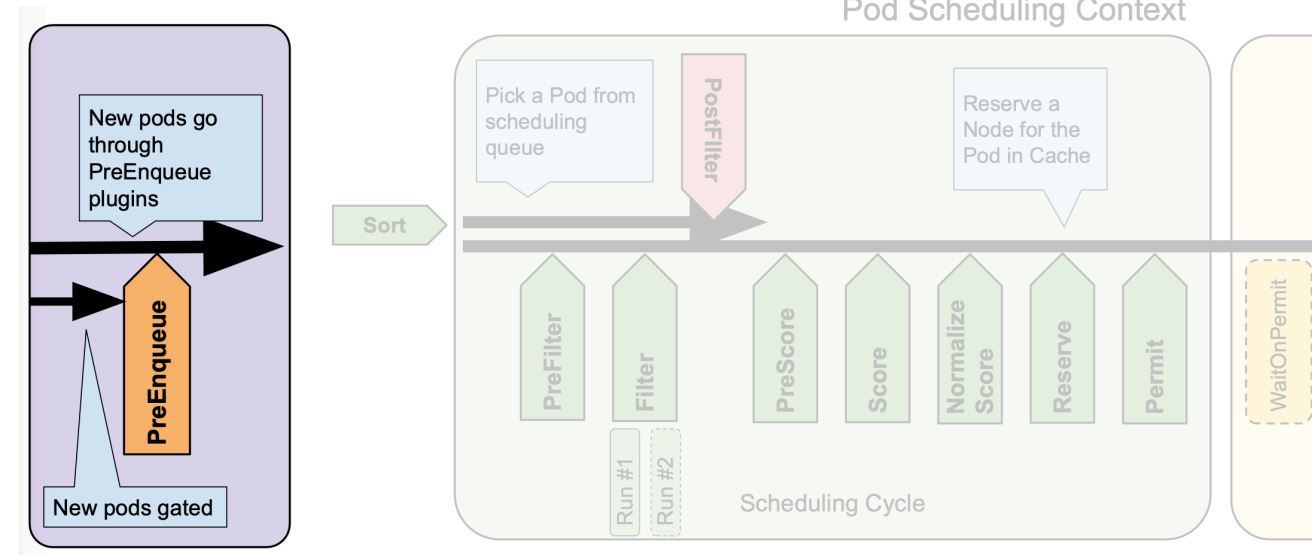 Pod Scheduling Context
New pods go
through
PreEnqueue
plugins
PreEnqueue
New pods gated
Sort
Pick a Pod from
scheduling
queue
PostFilter
Reserve a
Node for the
Pod in Cache
PreFilter
Filter
PreScore
Score
Normalize
Score
Reserve
Permit
WaitOnPermit
Run #1
Run #2
Scheduling Cycle